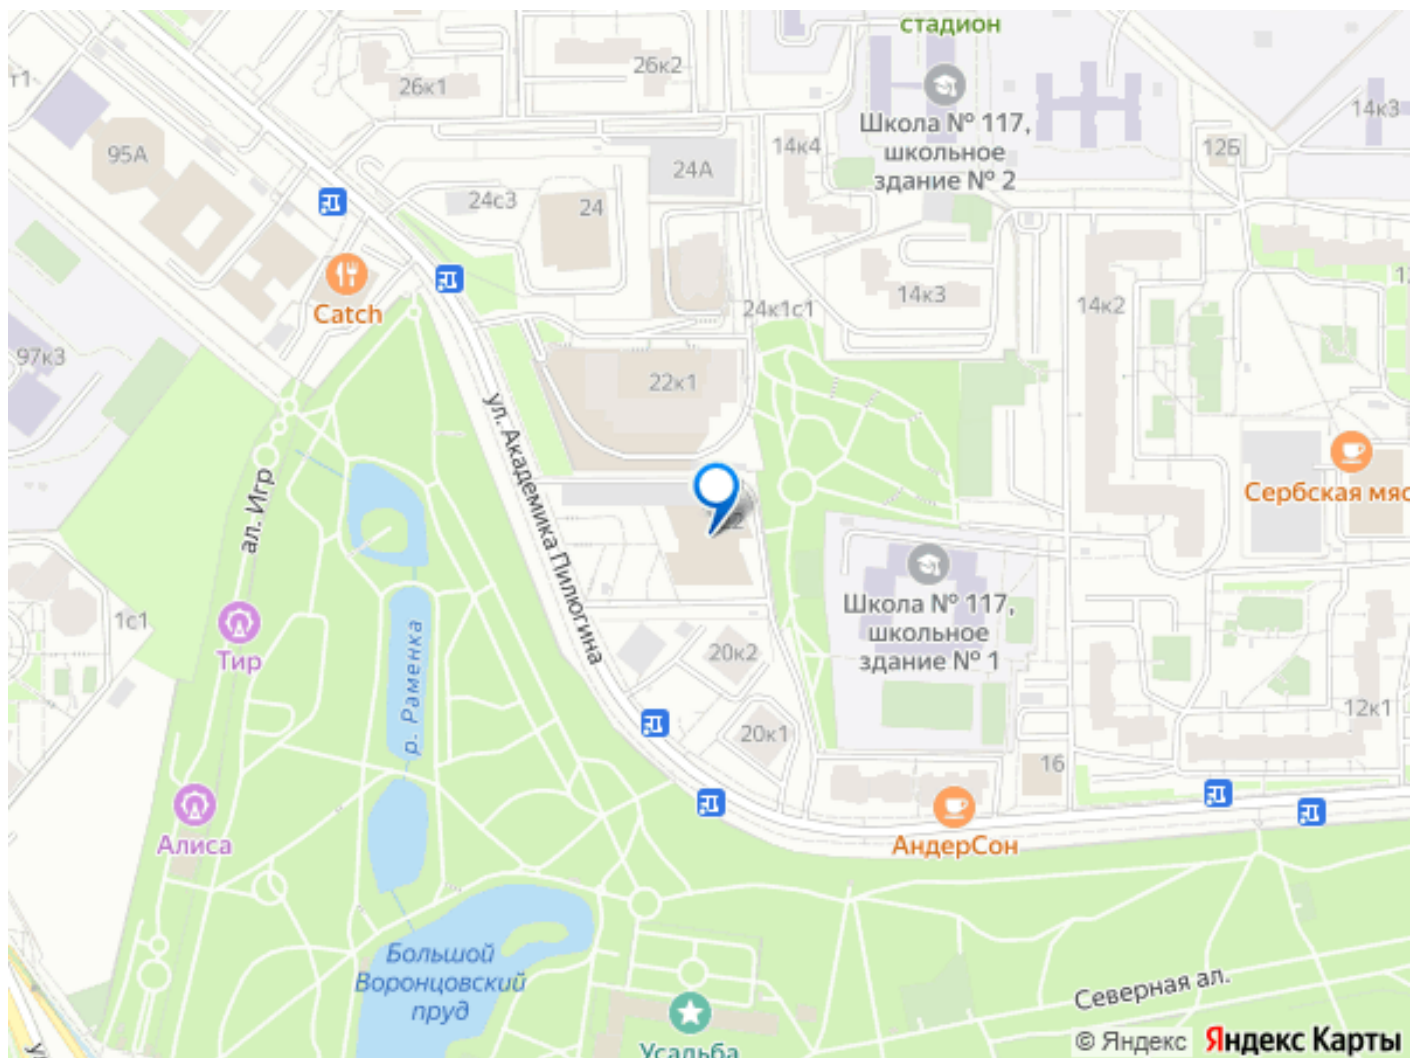 стадион
26к2
26к1
Школа № 117,
школьное
здание № 2
14к3
14к4
12Б
95А
24А
24с3
24
24к1с1
14к3
14к2
Catch
97к3
22к1
ул. Академика Пилюгина
ал. Игр
Сербская мяс
Школа № 117,
школьное
здание № 1
1с1
Тир
р. Раменка
20к2
20к1
12к1
16
Алиса
АндерСон
Большой
Воронцовский
пруд
Северная ал.
Усадьба
© Яндекс Яндекс Карты